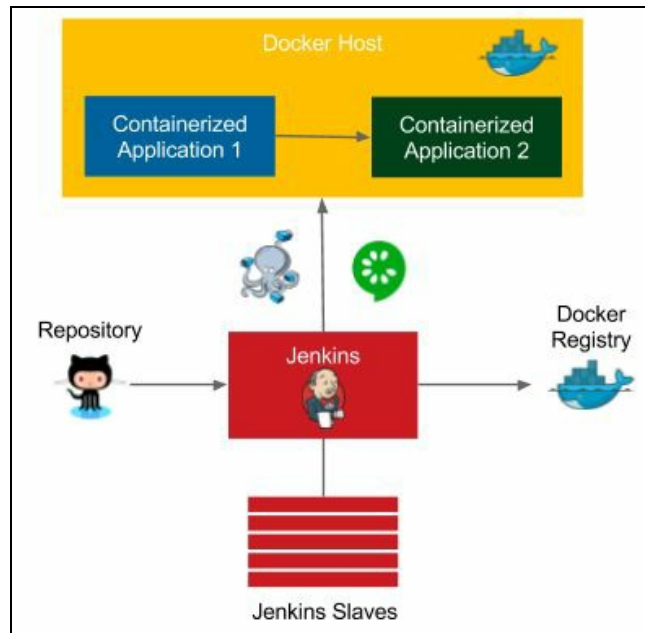 Docker Host
Containerized
Application 1
Containerized
Application 2
Repository
Jenkins
Docker
Registry
Jenkins Slaves